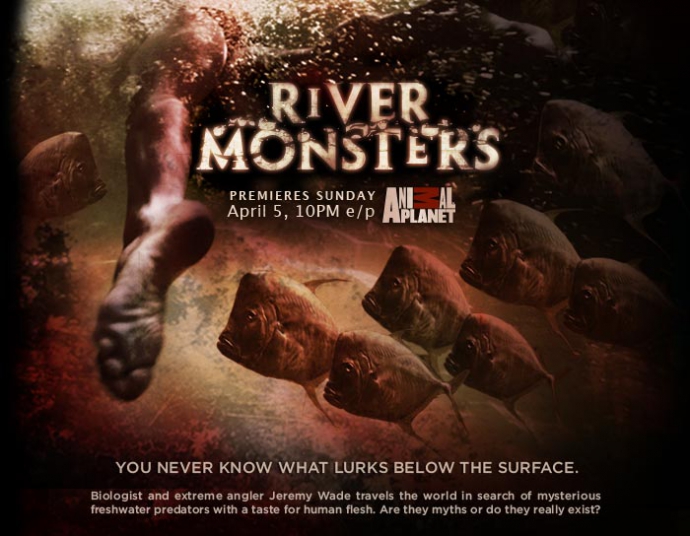 RIVER
MONSTERS
PREMIERES SUNDAY
April 5, 10PM e/p
ANIMAL
PLANET
YOU NEVER KNOW WHAT LURKS BELOW THE SURFACE.
Biologist and extreme angler Jeremy Wade travels the world in search of mysterious
freshwater predators with a taste for human flesh. Are they myths or do they really exist?